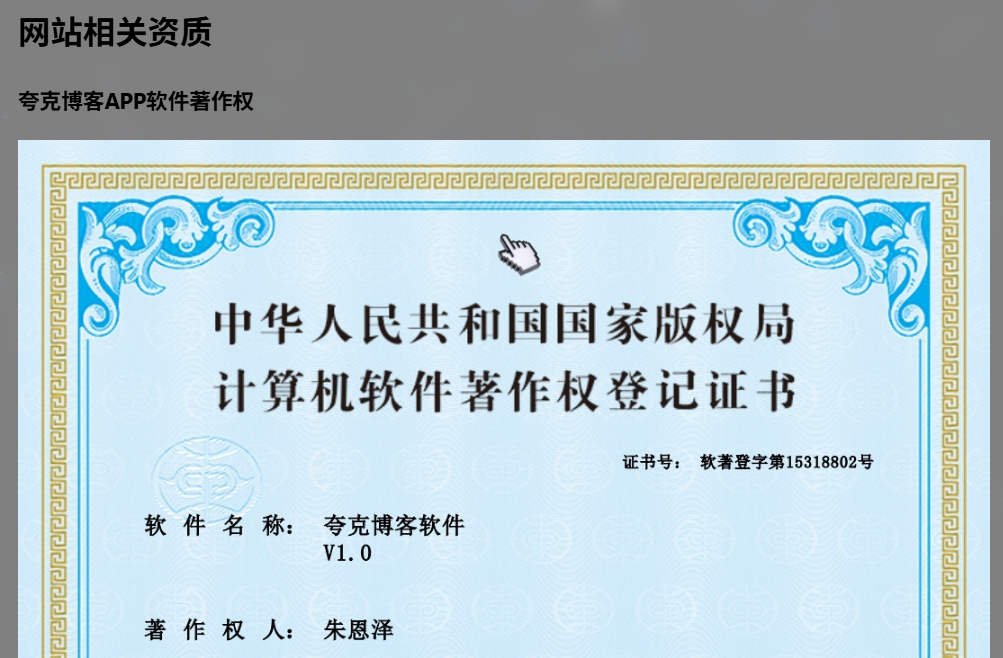 网站相关资质
夸克博客APP软件著作权
中华人民共和国国家版权局
计算机软件著作权登记证书
证书号： 软著登字第15318802号
软件名称： 夸克博客软件
V1.0
著作权人： 朱恩泽